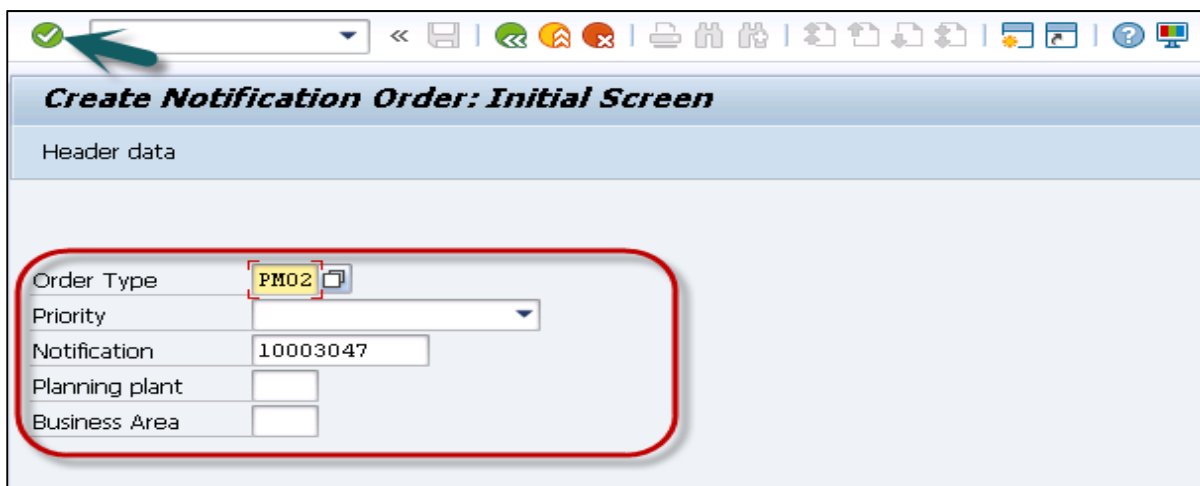 Create Notification Order: Initial Screen
Header data
Order Type PM02
Priority
Notification 10003047
Planning plant
Business Area